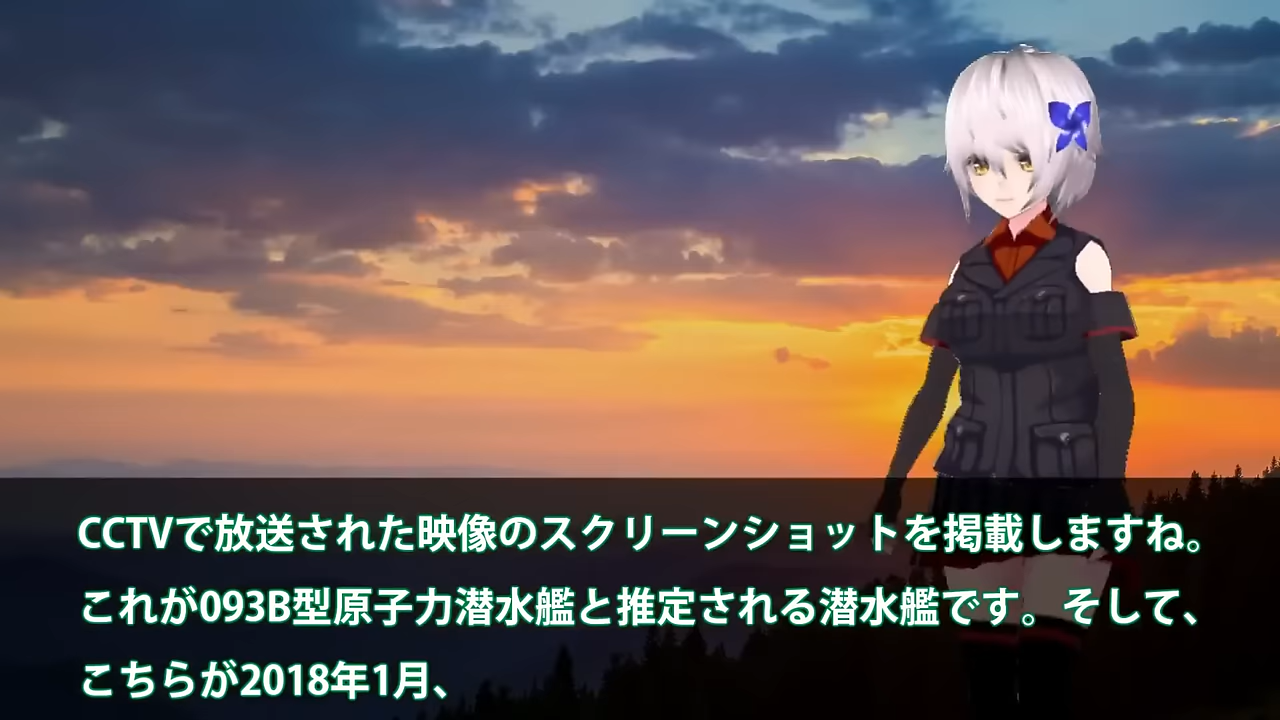 CCTVで放送された映像のスクリーンショットを掲載しますね。
これが093B型原子力潜水艦と推定される潜水艦です。そして、
こちらが2018年1月、